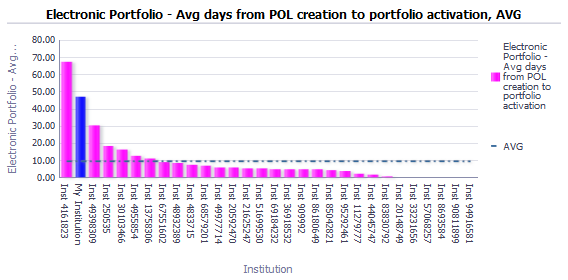 Electronic Portfolio - Avg days from POL creation to portfolio activation, AVG
Electronic Portfolio - Avg...
80.00
70.00
60.00
50.00
40.00
30.00
20.00
10.00
0.00
Inst 4161823
My Institution
Inst 49398309
Inst 250535
Inst 30103466
Inst 4955854
Inst 13758306
Inst 67551602
Inst 48932389
Inst 4833715
Inst 60579201
Inst 49977714
Inst 20592470
Inst 21625247
Inst 51699530
Inst 19184232
Inst 36918532
Inst 909992
Inst 86180649
Inst 85042821
Inst 95292461
Inst 11279777
Inst 44045747
Inst 83830792
Inst 20148749
Inst 33231656
Inst 57068257
Inst 8693584
Inst 90811899
Inst 94916581
Institution
Electronic
Portfolio -
Avg days
from POL
creation to
portfolio
activation
AVG